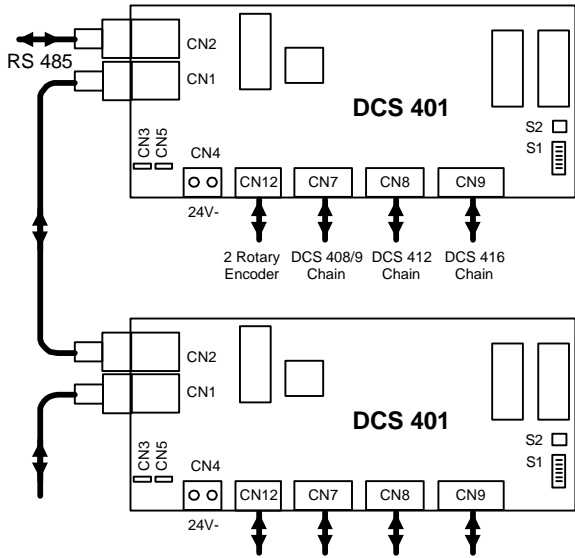 CN2
RS 485
CN1
DCS 401
S2
S1
CN3
CN5
CN4
CN12
CN7
CN8
CN9
24V-
2 Rotary
Encoder
DCS 408/9
Chain
DCS 412
Chain
DCS 416
Chain
CN2
CN1
DCS 401
S2
S1
CN3
CN5
CN4
CN12
CN7
CN8
CN9
24V-